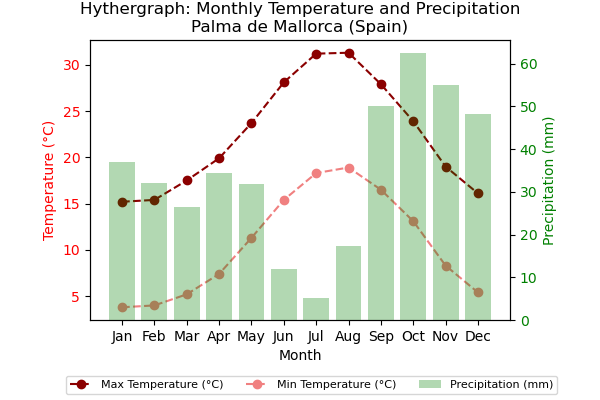 Hythergraph: Monthly Temperature and Precipitation
Palma de Mallorca (Spain)
Temperature (°C)
30
25
20
15
10
5
Precipitation (mm)
60
50
40
30
20
10
0
Jan Feb Mar Apr May Jun Jul Aug Sep Oct Nov Dec
Month
Max Temperature (°C) Min Temperature (°C) Precipitation (mm)